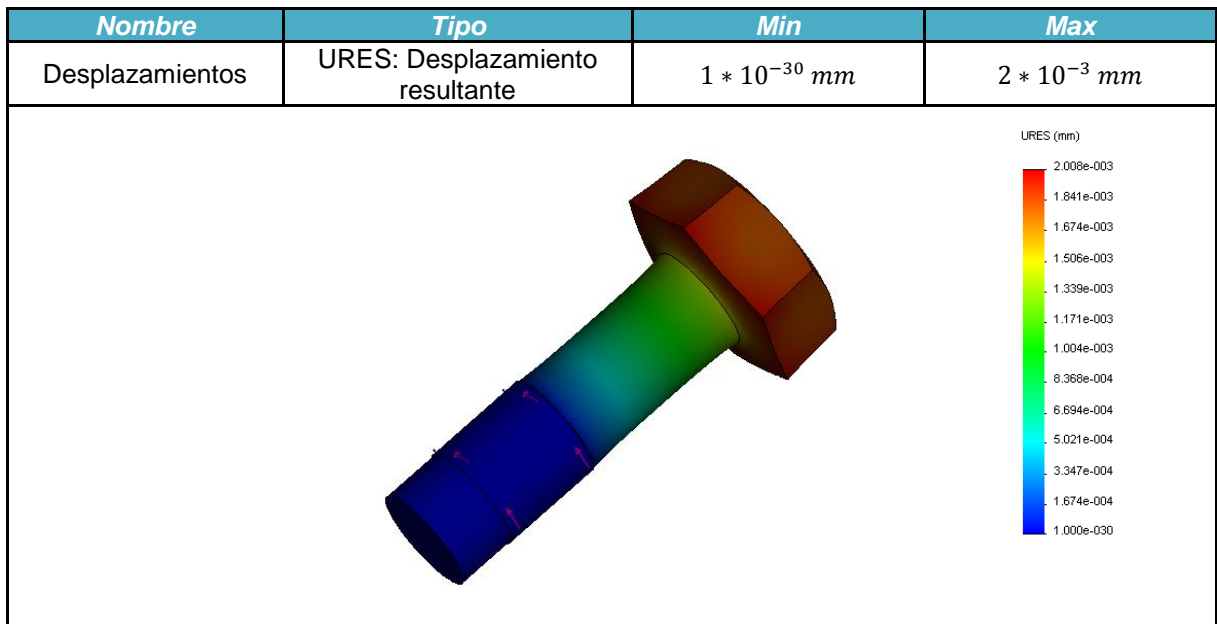 Nombre Tipo Min Max
Desplazamientos URES: Desplazamiento resultante 1 ∗ 10⁻³⁰ mm 2 ∗ 10⁻³ mm
URES (mm)
2.008e-003
1.841e-003
1.674e-003
1.506e-003
1.339e-003
1.171e-003
1.004e-003
8.368e-004
6.694e-004
5.021e-004
3.347e-004
1.674e-004
1.000e-030